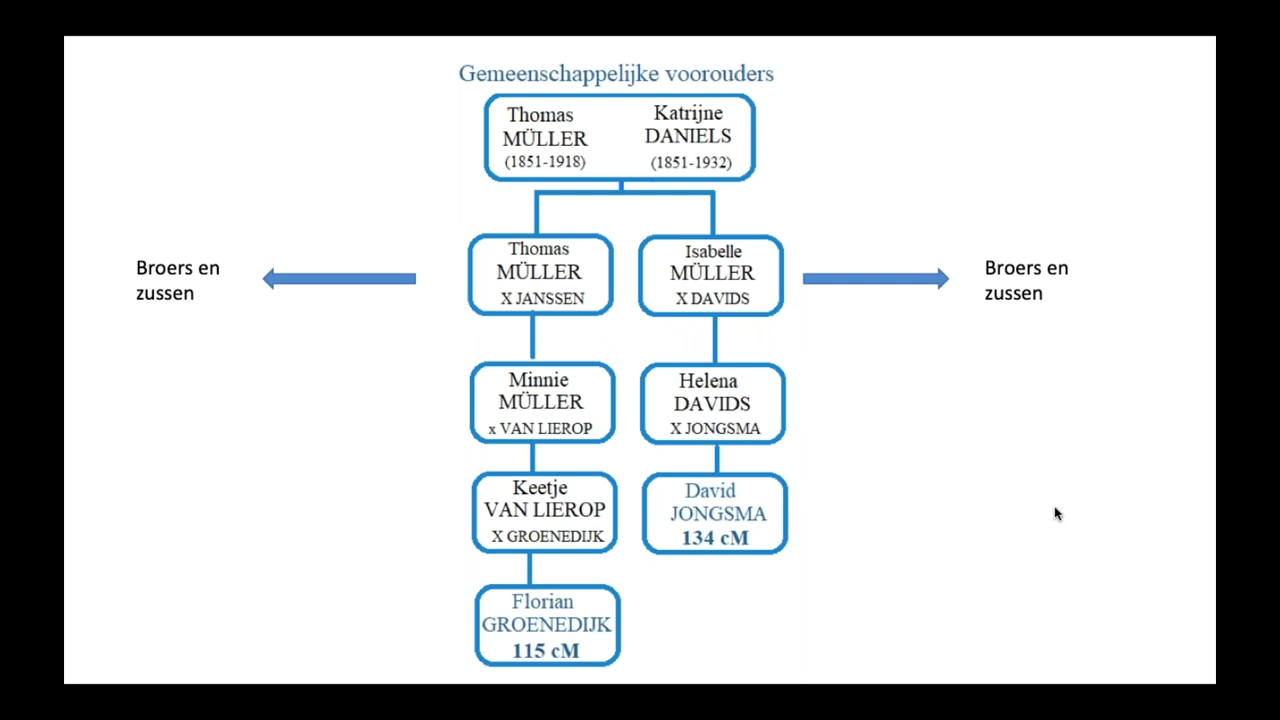 Gemeenschappelijke voorouders
Thomas
MÜLLER
(1851-1918)
Katrijne
DANIELS
(1851-1932)
Broers en
zussen
Thomas
MÜLLER
X JANSSEN
Isabelle
MÜLLER
X DAVIDS
Broers en
zussen
Minnie
MÜLLER
x VAN LIEROP
Helena
DAVIDS
X JONGSMA
Keetje
VAN LIEROP
X GROENEDIJK
David
JONGSMA
134 cM
Florian
GROENEDIJK
115 cM